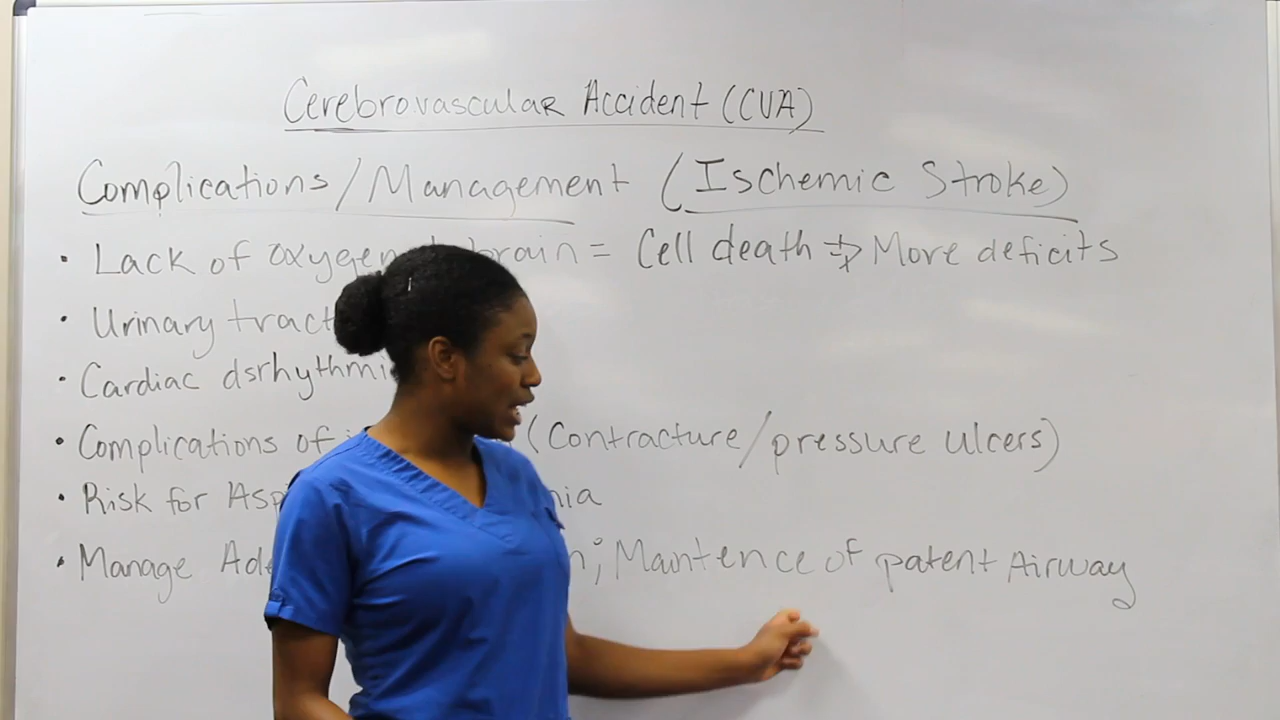 Cerebrovascular Accident (CVA)
Complications/Management (Ischemic Stroke)
• Lack of oxygen brain = Cell death → More deficits
• Urinary tract
• Cardiac dsrhythmi
• Complications of (Contracture/pressure ulcers)
• Risk for Asp nia
• Manage Ade n; Maintence of patent Airway